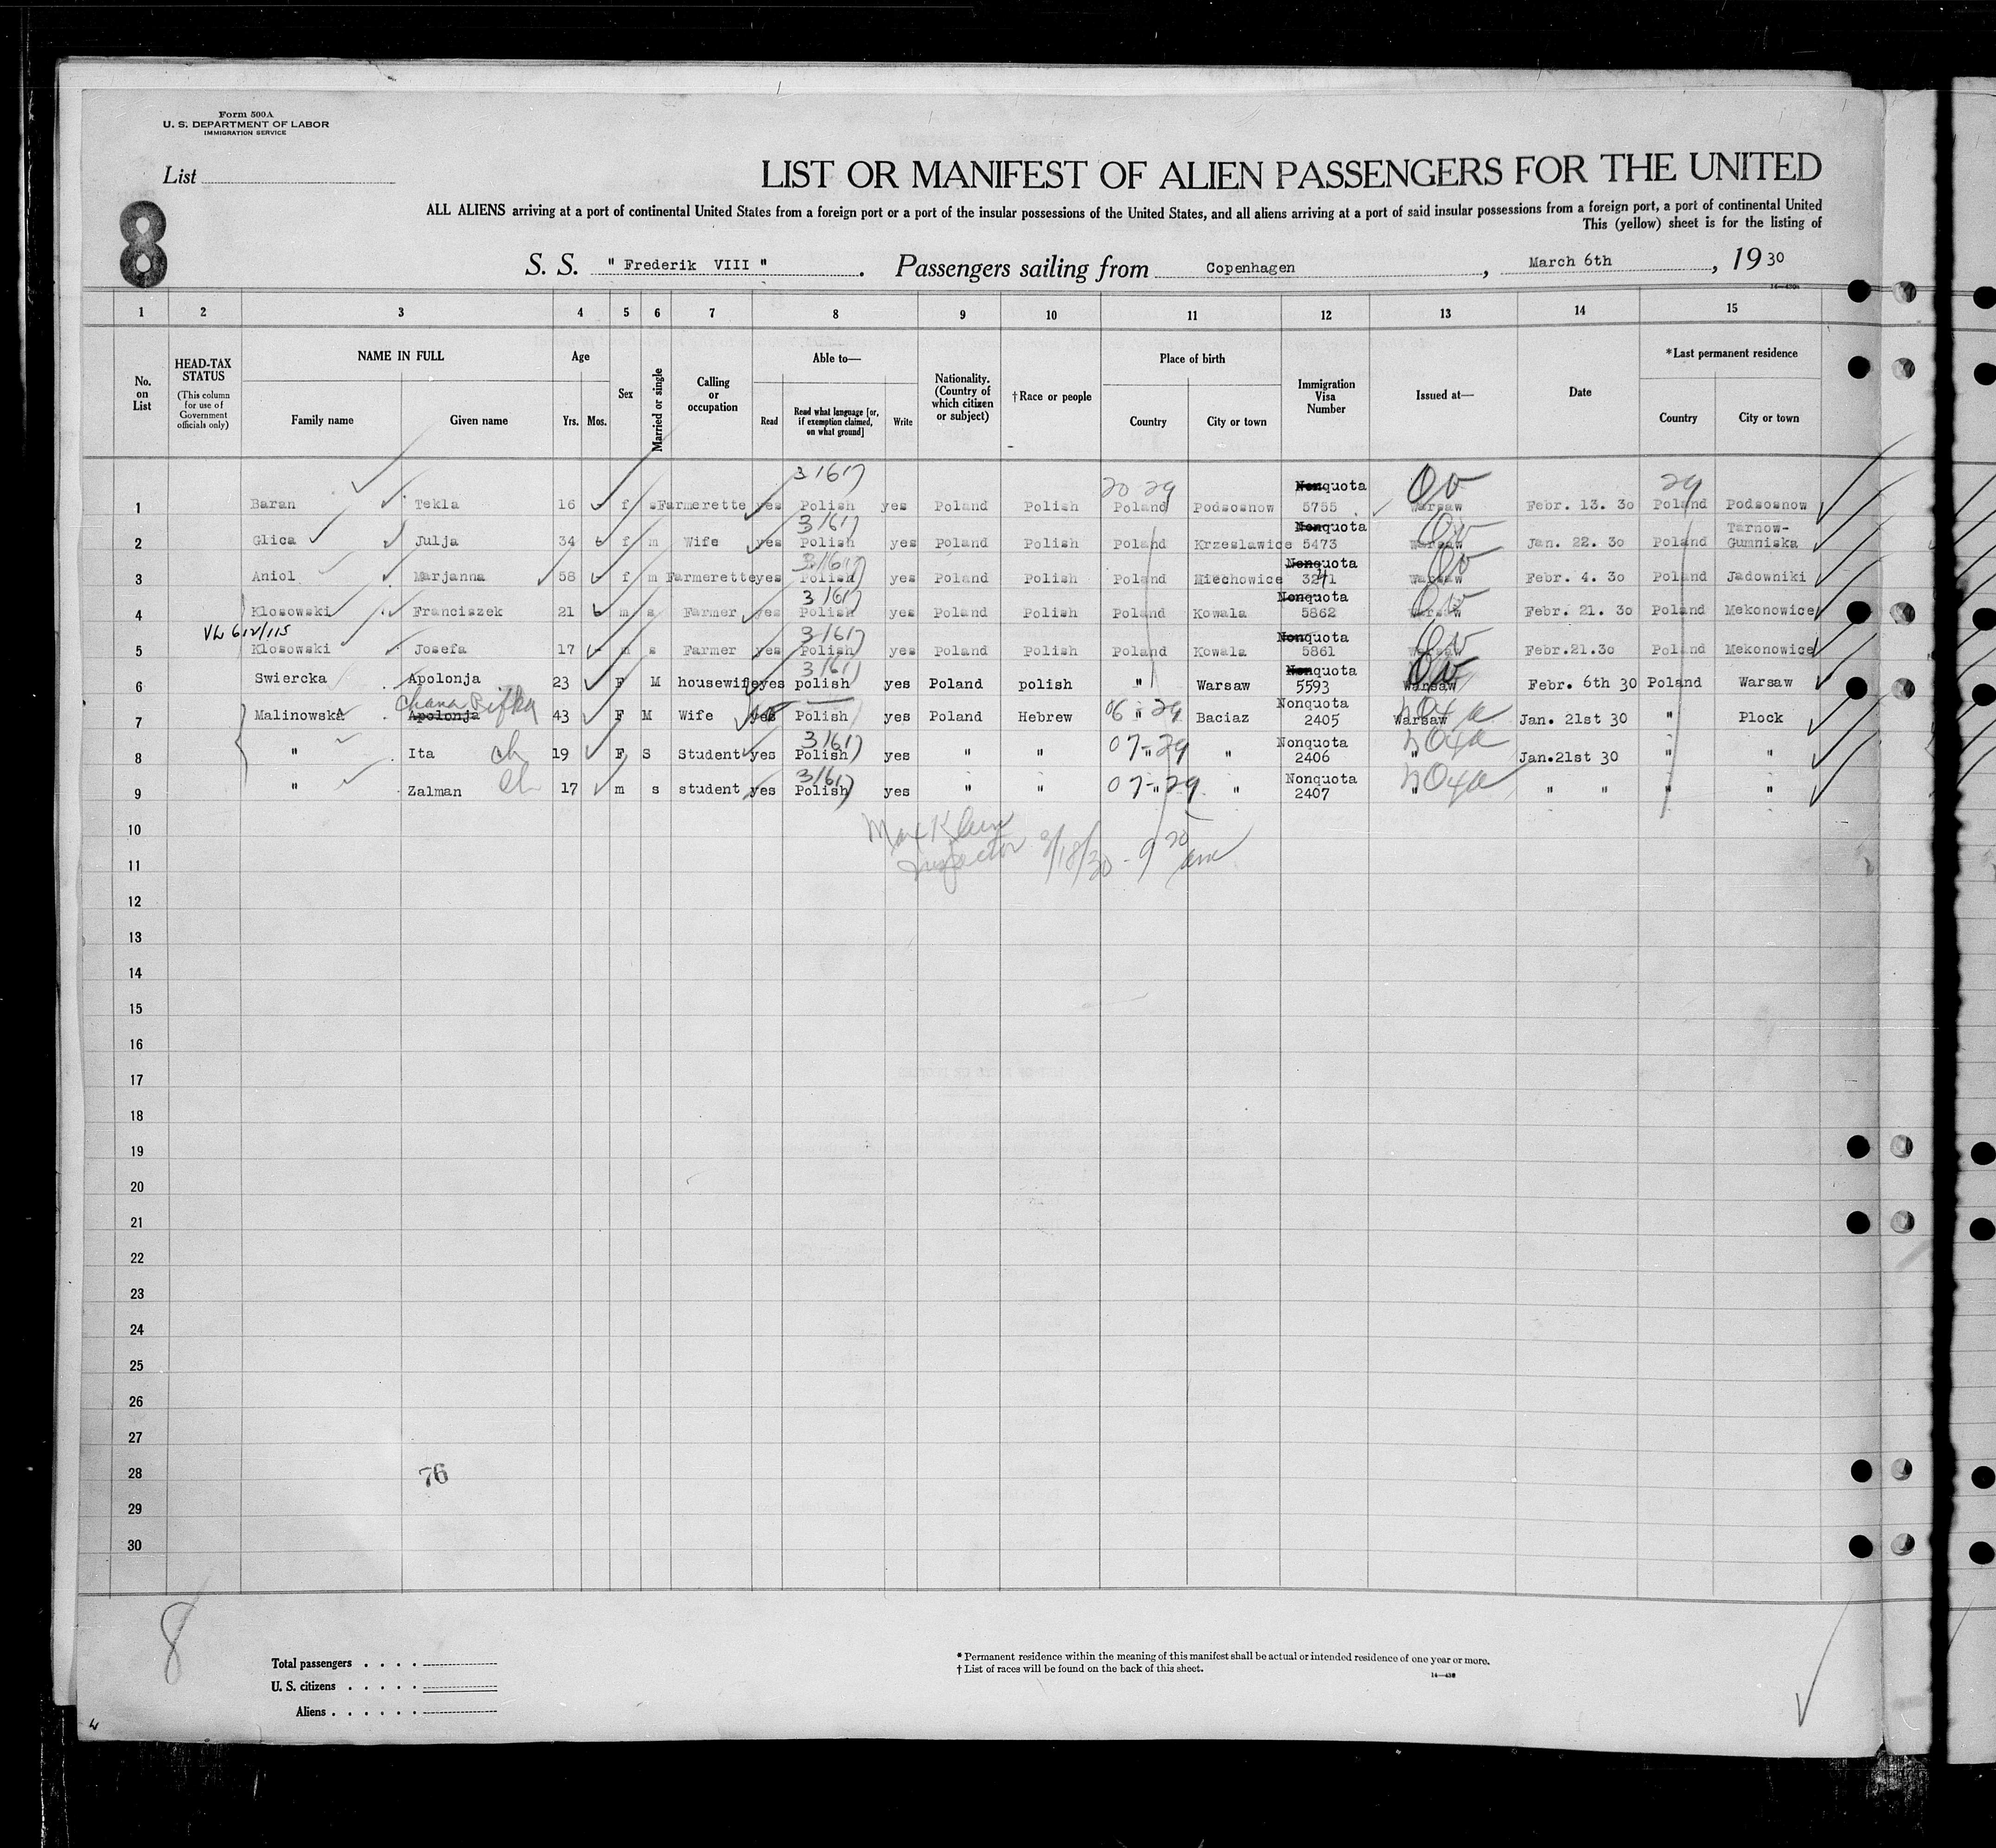 Form 500A
U. S. DEPARTMENT OF LABOR
IMMIGRATION SERVICE
List
8
LIST OR MANIFEST OF ALIEN PASSENGERS FOR THE UNITED
ALL ALIENS arriving at a port of continental United States from a foreign port or a port of the insular possessions of the United States, and all aliens arriving at a port of said insular possessions from a foreign port, a port of continental United
This (yellow) sheet is for the listing of
S. S. " Frederik VIII " . Passengers sailing from Copenhagen , March 6th , 19 30
1 2 3 4 5 6 7 8 9 10 11 12 13 14 15
No. on List
HEAD-TAX STATUS (This column for use of Government officials only)
NAME IN FULL Family name Given name
Age Yrs. Mos.
Sex
Married or single
Calling or occupation
Able to— Read Read what language [or, if exemption claimed, on what ground] Write
Nationality. (Country of which citizen or subject)
†Race or people
Place of birth Country City or town
Immigration Visa Number
Issued at—
Date
*Last permanent residence Country City or town
1 Baran Tekla 16 f s Farmerette yes Polish yes Poland Polish Poland Podsosnow Nonquota 5755 Warsaw Febr. 13. 30 Poland Podsosnow
2 Glica Julja 34 f m Wife yes Polish yes Poland Polish Poland Krzeslawice Nonquota 5473 Warsaw Jan. 22. 30 Poland Tarnow-Gumniska
3 Aniol Marjanna 58 f m Farmerette yes Polish yes Poland Polish Poland Miechowice Nonquota Warsaw Febr. 4. 30 Poland Jadowniki
4 Klosowski Franciszek 21 m s Farmer yes Polish yes Poland Polish Poland Kowala Nonquota 5862 Warsaw Febr. 21. 30 Poland Mekonowice
5 Klosowski Josefa 17 s Farmer yes Polish yes Poland Polish Poland Kowala Nonquota 5861 Warsaw Febr.21.30 Poland Mekonowice
6 Swiercka Apolonja 23 F M housewife yes polish yes Poland polish " Warsaw Nonquota 5593 Warsaw Febr. 6th 30 Poland Warsaw
Chana Rifka
7 Malinowska Apolonja 43 F M Wife yes Polish yes Poland Hebrew " Baciaz Nonquota 2405 Warsaw Jan. 21st 30 " Plock
8 " Ita ch 19 F S Student yes Polish yes " " " " Nonquota 2406 " Jan.21st 30 " "
9 " Zalman ch 17 m s student yes Polish yes " " " " Nonquota 2407 " " " " "
10
Max Klein
Inspector 3/18/30 - 9 20 am
11
12
13
14
15
16
17
18
19
20
21
22
23
24
25
26
27
28 76
29
30
8
Total passengers
U. S. citizens
Aliens
* Permanent residence within the meaning of this manifest shall be actual or intended residence of one year or more.
† List of races will be found on the back of this sheet.